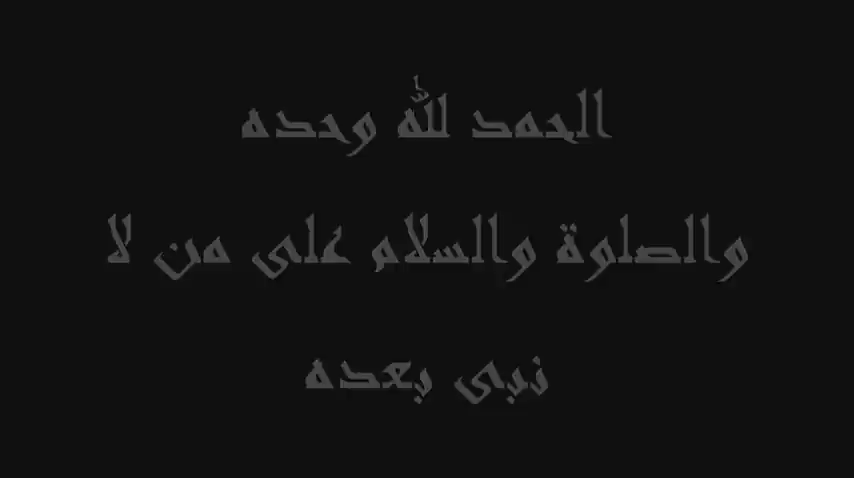 الحمد لله وحده
والصلوة والسلام على من لا
نبى بعده